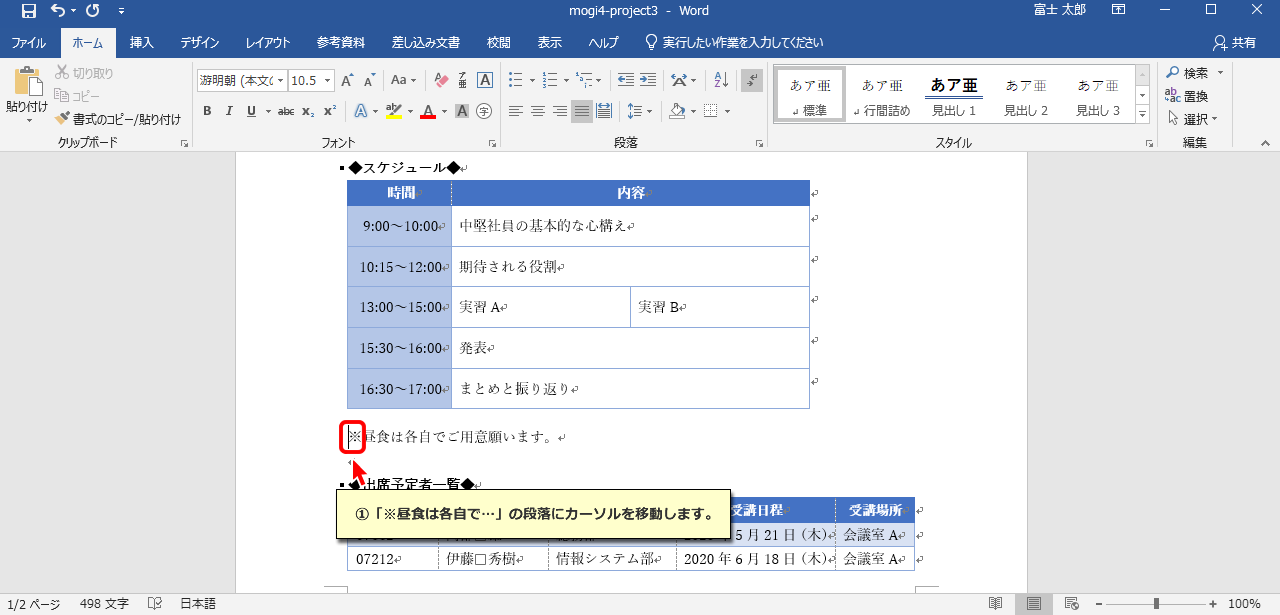 mogi4-project3 - Word
富士 太郎
ファイル ホーム 挿入 デザイン レイアウト 参考資料 差し込み文書 校閲 表示 ヘルプ 実行したい作業を入力してください 共有
貼り付け
切り取り
コピー
書式のコピー/貼り付け
クリップボード
游明朝 (本文の 10.5
フォント
段落
あア亜 標準
あア亜 行間詰め
あア亜 見出し 1
あア亜 見出し 2
あア亜 見出し 3
スタイル
検索
置換
選択
編集
◆スケジュール◆
時間 内容
9:00～10:00 中堅社員の基本的な心構え
10:15～12:00 期待される役割
13:00～15:00 実習 A 実習 B
15:30～16:00 発表
16:30～17:00 まとめと振り返り
※昼食は各自でご用意願います。
◆出席予定者一覧◆
①「※昼食は各自で…」の段落にカーソルを移動します。
受講日程 受講場所
5 月 21 日（木） 会議室 A
07212 伊藤□秀樹 情報システム部 2020 年 6 月 18 日（木） 会議室 A
1/2 ページ 498 文字 日本語 100%